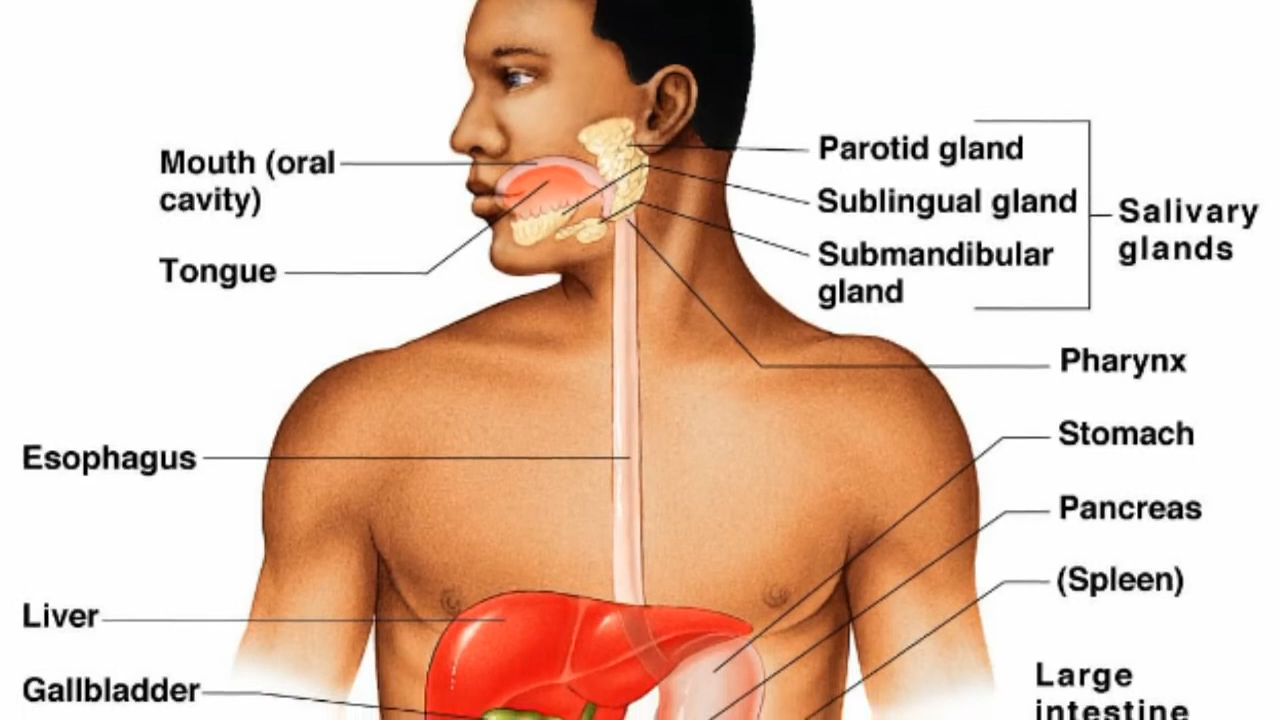 Mouth (oral
cavity)
Tongue
Esophagus
Liver
Gallbladder
Parotid gland
Sublingual gland
Submandibular
gland
Salivary
glands
Pharynx
Stomach
Pancreas
(Spleen)
Large
intestine